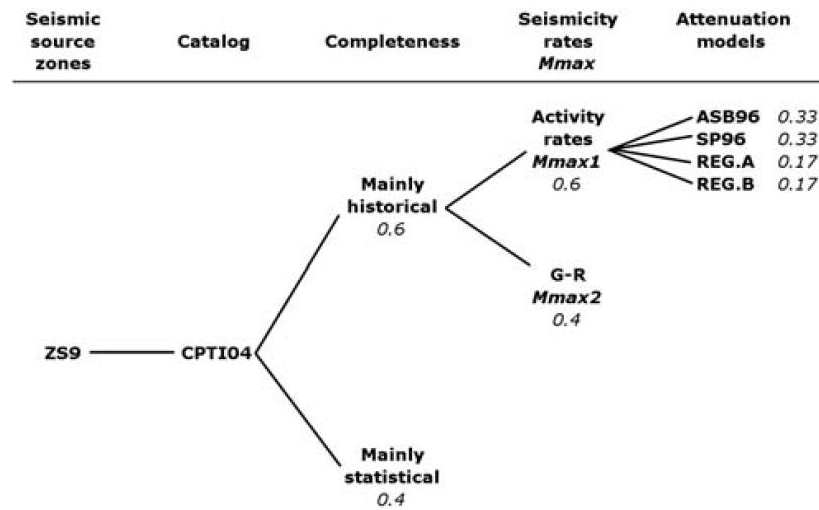 Seismic
source
zones
Catalog
Completeness
Seismicity
rates
Mmax
Attenuation
models
Activity
rates
Mmax1
0.6
ASB96 0.33
SP96 0.33
REG.A 0.17
REG.B 0.17
Mainly
historical
0.6
G-R
Mmax2
0.4
ZS9
CPTI04
Mainly
statistical
0.4